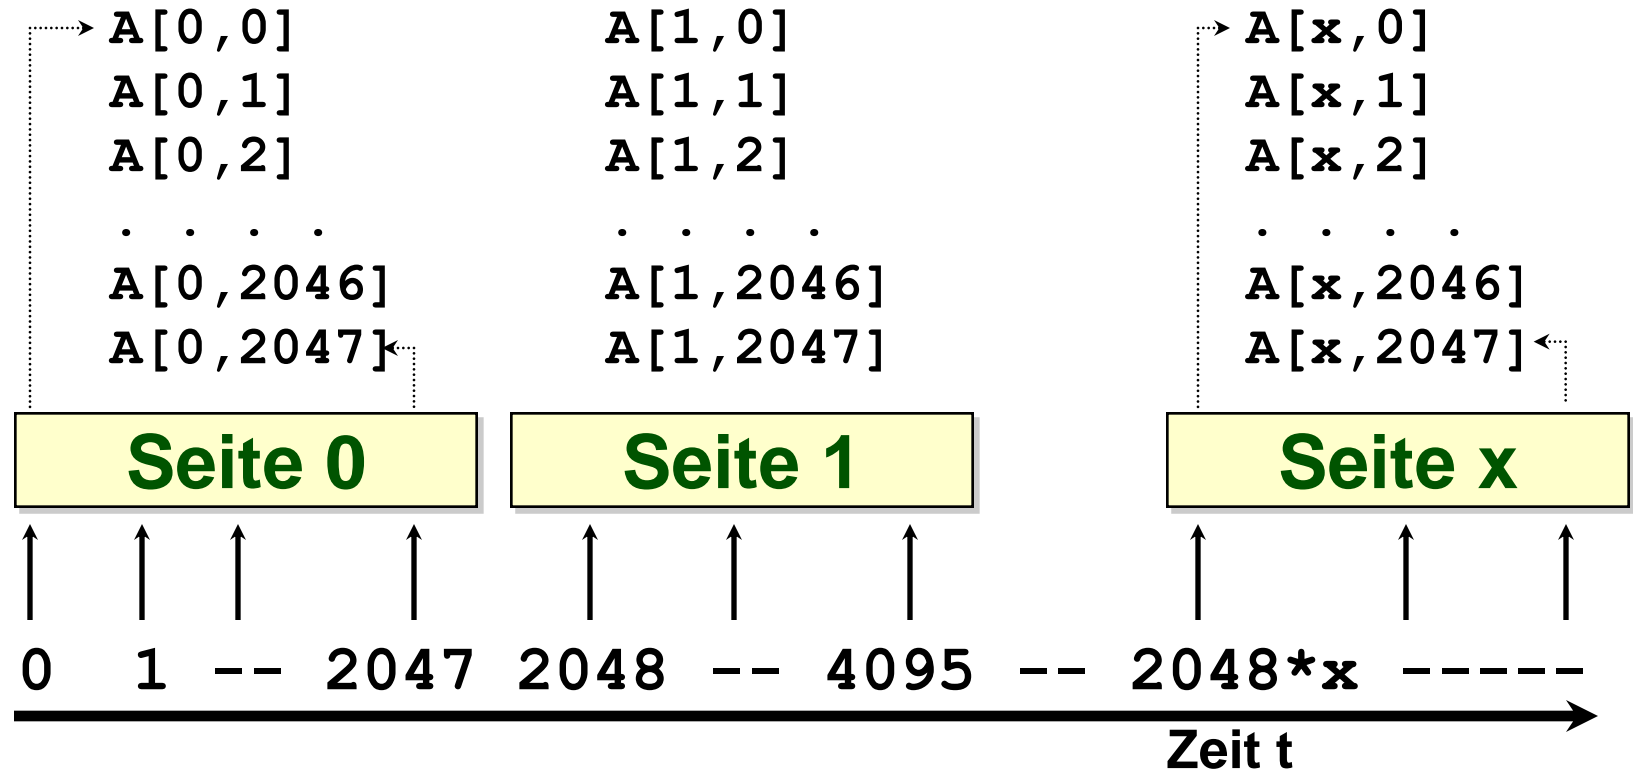 A[0,0] A[1,0] A[x,0]
A[0,1] A[1,1] A[x,1]
A[0,2] A[1,2] A[x,2]
. . . . . . . . . . . .
A[0,2046] A[1,2046] A[x,2046]
A[0,2047] A[1,2047] A[x,2047]
Seite 0 Seite 1 Seite x
0 1 -- 2047 2048 -- 4095 -- 2048*x -----
Zeit t